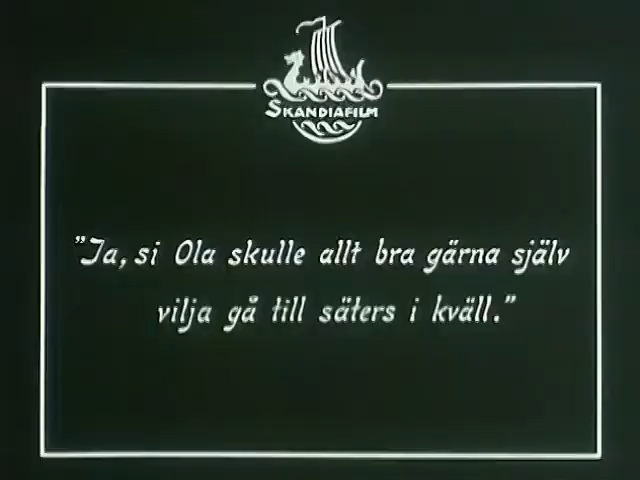 SKANDIAFILM
"Ja, si Ola skulle allt bra gärna själv
vilja gå till säters i kväll."